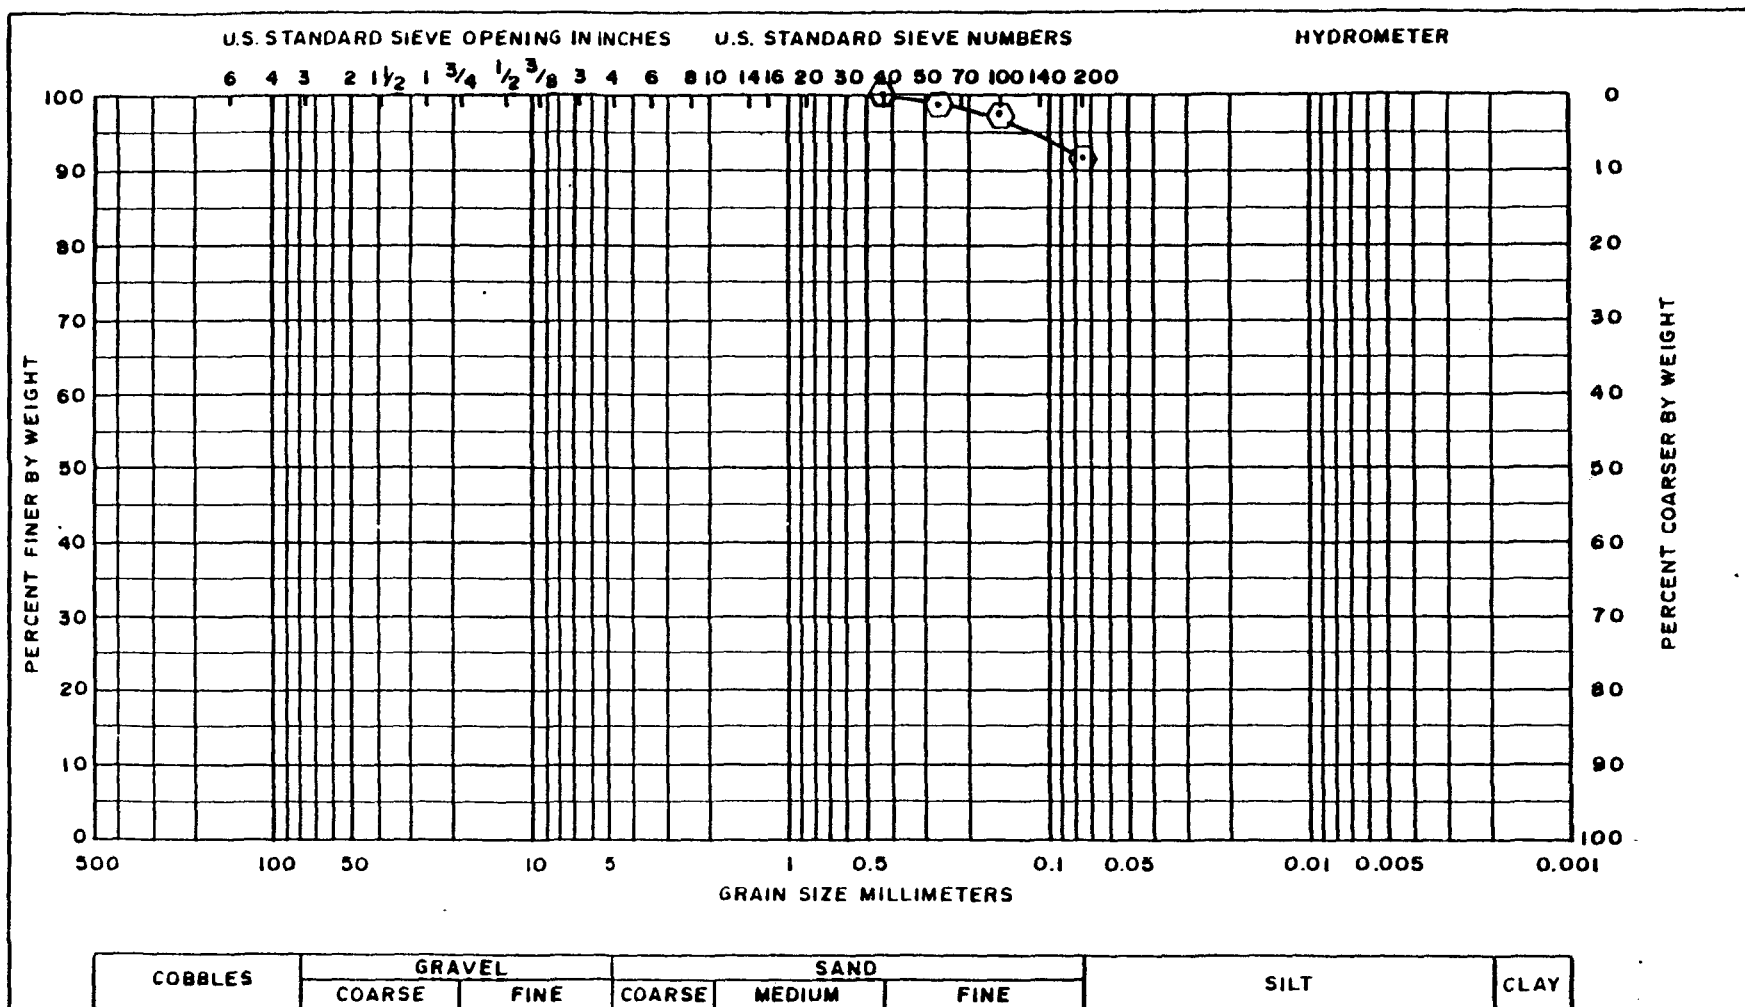 U.S. STANDARD SIEVE OPENING IN INCHES U.S. STANDARD SIEVE NUMBERS HYDROMETER
6 4 3 2 1 1/2 1 3/4 1/2 3/8 3 4 6 8 10 14 16 20 30 40 50 70 100 140 200
100 0
90 10
80 20
70 30
60 40
50 50
40 60
30 70
20 80
10 90
0 100
PERCENT FINER BY WEIGHT
PERCENT COARSER BY WEIGHT
500 100 50 10 5 1 0.5 0.1 0.05 0.01 0.005 0.001
GRAIN SIZE MILLIMETERS
COBBLES GRAVEL SAND SILT CLAY
COARSE FINE COARSE MEDIUM FINE